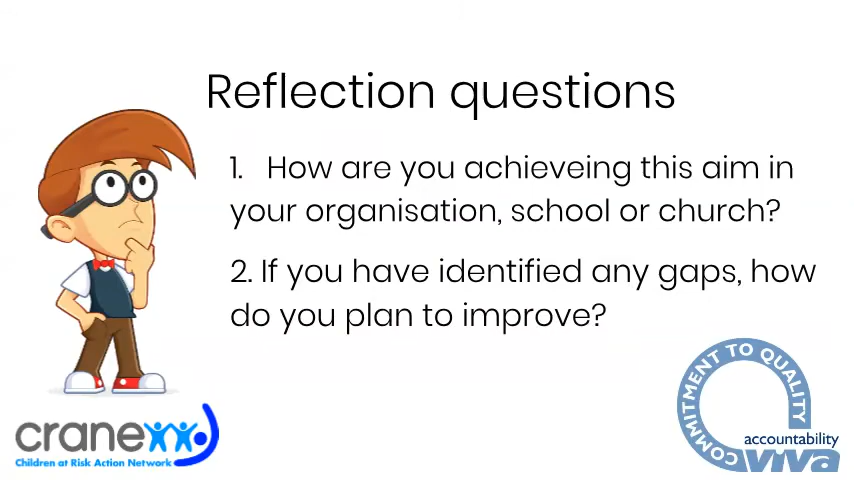 Reflection questions
1. How are you achieveing this aim in
your organisation, school or church?
2. If you have identified any gaps, how
do you plan to improve?
crane
Children at Risk Action Network
COMMITMENT TO QUALITY
accountability
viva